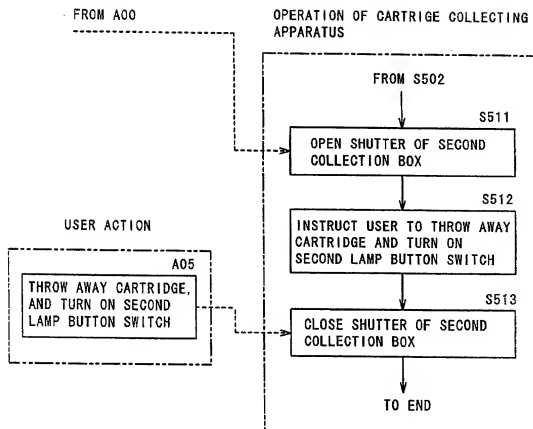 FROM A00
OPERATION OF CARTRIGE COLLECTING
APPARATUS
FROM S502
S511
OPEN SHUTTER OF SECOND
COLLECTION BOX
S512
INSTRUCT USER TO THROW AWAY
CARTRIDGE AND TURN ON
SECOND LAMP BUTTON SWITCH
USER ACTION
A05
THROW AWAY CARTRIDGE,
AND TURN ON SECOND
LAMP BUTTON SWITCH
S513
CLOSE SHUTTER OF SECOND
COLLECTION BOX
TO END